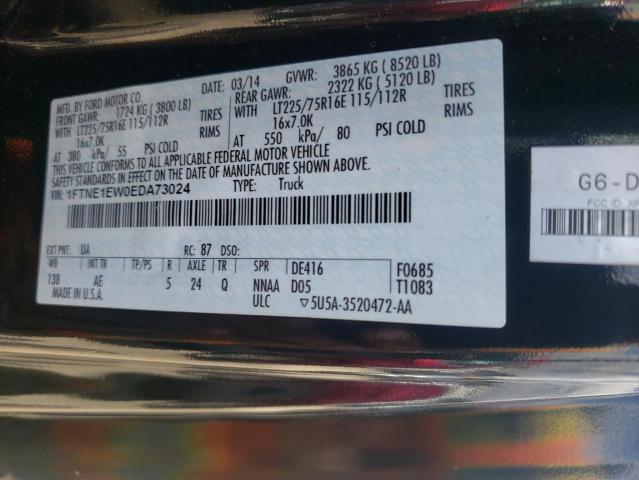 MFD. BY FORD MOTOR CO.
DATE: 03/14 GVWR: 3865 KG ( 8520 LB)
FRONT GAWR: 1724 KG ( 3800 LB)
REAR GAWR: 2322 KG ( 5120 LB)
WITH LT225/75R16E 115/112R TIRES
WITH LT225/75R16E 115/112R TIRES
16x7.0K RIMS
16x7.0K RIMS
AT 380 kPa/ 55 PSI COLD
AT 550 kPa/ 80 PSI COLD
THIS VEHICLE CONFORMS TO ALL APPLICABLE FEDERAL MOTOR VEHICLE
SAFETY STANDARDS IN EFFECT ON THE DATE OF MANUFACTURE SHOWN ABOVE.
VIN: 1FTNE1EW0EDA73024
TYPE: Truck
EXT PNT: UA RC: 87 DSO:
WB INT TR TP/PS R AXLE TR SPR DE416 F0685
138 AE 5 24 Q NNAA D05 T1083
MADE IN U.S.A. ULC ▽5U5A-3520472-AA
G6-D
FCC ID: